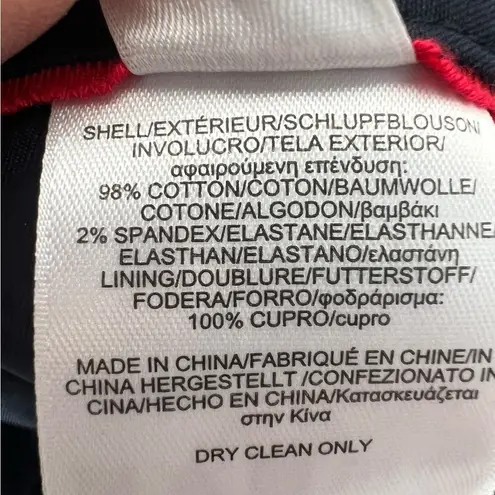 SHELL/EXTÉRIEUR/SCHLUPFBLOUSON/
INVOLUCRO/TELA EXTERIOR/
αφαιρούμενη επένδυση:
98% COTTON/COTON/BAUMWOLLE/
COTONE/ALGODON/βαμβάκι
2% SPANDEX/ELASTANE/ELASTHANNE/
ELASTHAN/ELASTANO/ελαστάνη
LINING/DOUBLURE/FUTTERSTOFF/
FODERA/FORRO/φοδράρισμα:
100% CUPRO/cupro
MADE IN CHINA/FABRIQUÉ EN CHINE/IN
CHINA HERGESTELLT /CONFEZIONATO IN
CINA/HECHO EN CHINA/Κατασκευάζεται
στην Κίνα
DRY CLEAN ONLY